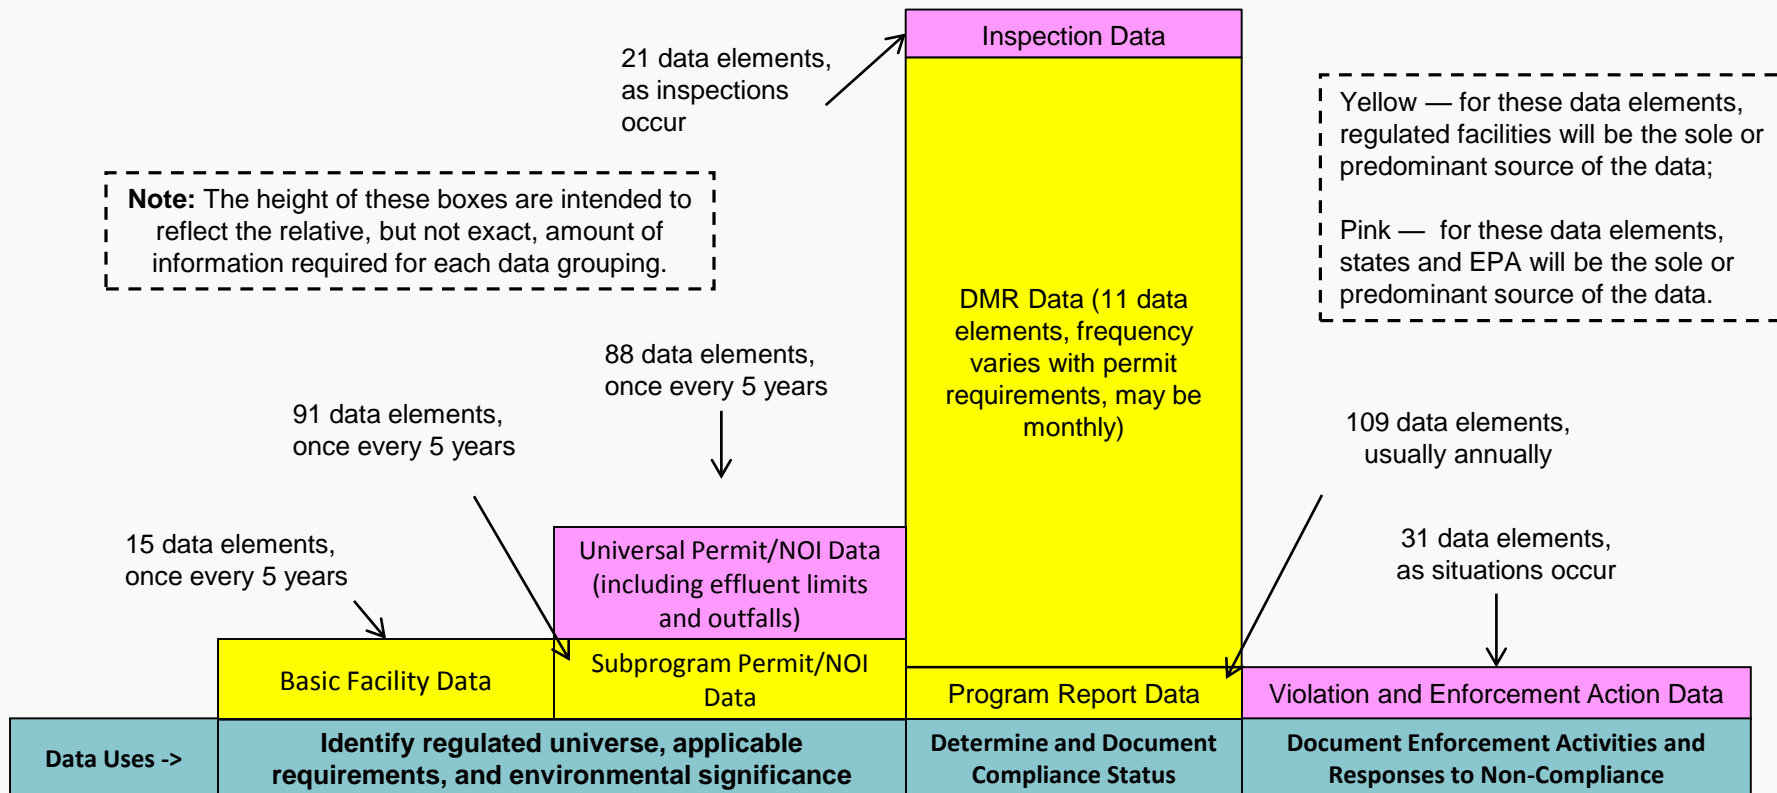 Inspection Data
21 data elements,
as inspections
occur
Yellow — for these data elements,
regulated facilities will be the sole or
predominant source of the data;
Pink — for these data elements,
states and EPA will be the sole or
predominant source of the data.
Note: The height of these boxes are intended to
reflect the relative, but not exact, amount of
information required for each data grouping.
DMR Data (11 data
elements, frequency
varies with permit
requirements, may be
monthly)
88 data elements,
once every 5 years
91 data elements,
once every 5 years
109 data elements,
usually annually
15 data elements,
once every 5 years
Universal Permit/NOI Data
(including effluent limits
and outfalls)
31 data elements,
as situations occur
Basic Facility Data
Subprogram Permit/NOI
Data
Program Report Data
Violation and Enforcement Action Data
Data Uses ->
Identify regulated universe, applicable
requirements, and environmental significance
Determine and Document
Compliance Status
Document Enforcement Activities and
Responses to Non-Compliance